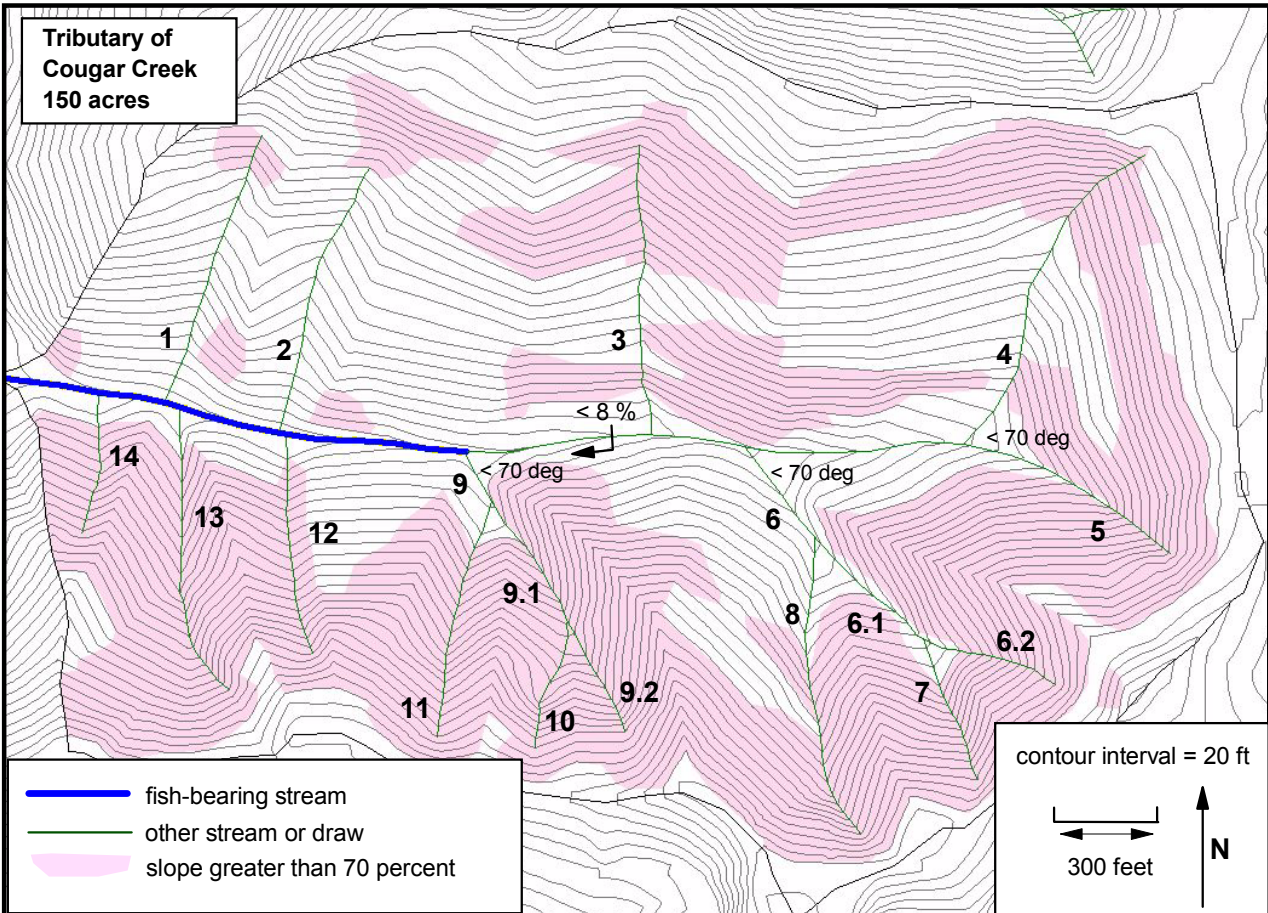 Tributary of
Cougar Creek
150 acres
1
2
3
4
< 8 %
< 70 deg
< 70 deg
< 70 deg
14
13
12
9
6
5
9.1
8
6.1
6.2
11
10
9.2
7
fish-bearing stream
other stream or draw
slope greater than 70 percent
contour interval = 20 ft
300 feet
N